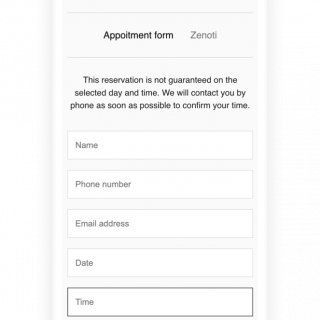 Appoitment form Zenoti
This reservation is not guaranteed on the
selected day and time. We will contact you by
phone as soon as possible to confirm your time.
Name
Phone number
Email address
Date
Time